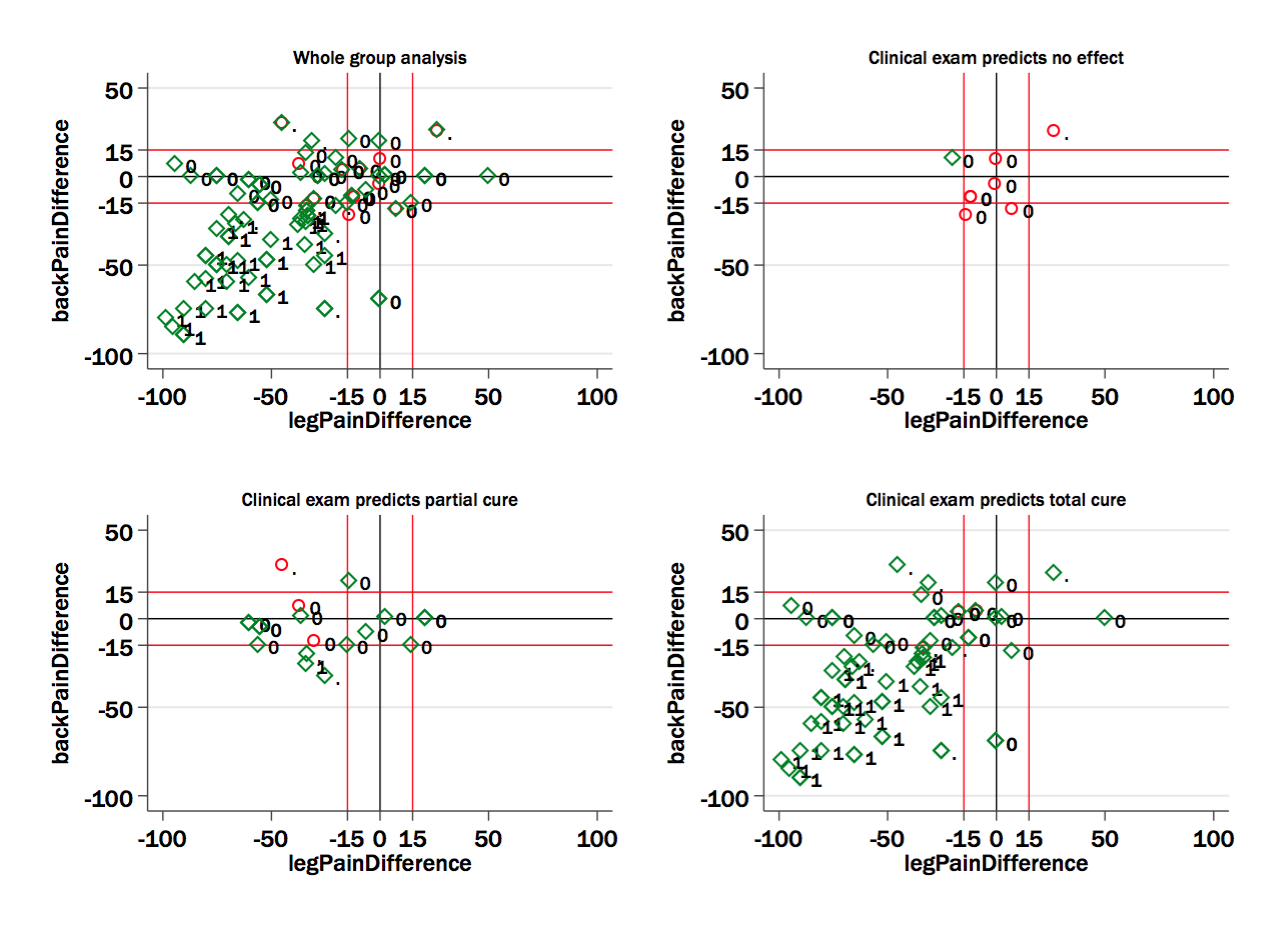 Whole group analysis
50
15
0
-15
-50
-100
backPainDifference
-100 -50 -15 0 15 50 100
legPainDifference
Clinical exam predicts no effect
50
15
0
-15
-50
-100
backPainDifference
-100 -50 -15 0 15 50 100
legPainDifference
Clinical exam predicts partial cure
50
15
0
-15
-50
-100
backPainDifference
-100 -50 -15 0 15 50 100
legPainDifference
Clinical exam predicts total cure
50
15
0
-15
-50
-100
backPainDifference
-100 -50 -15 0 15 50 100
legPainDifference